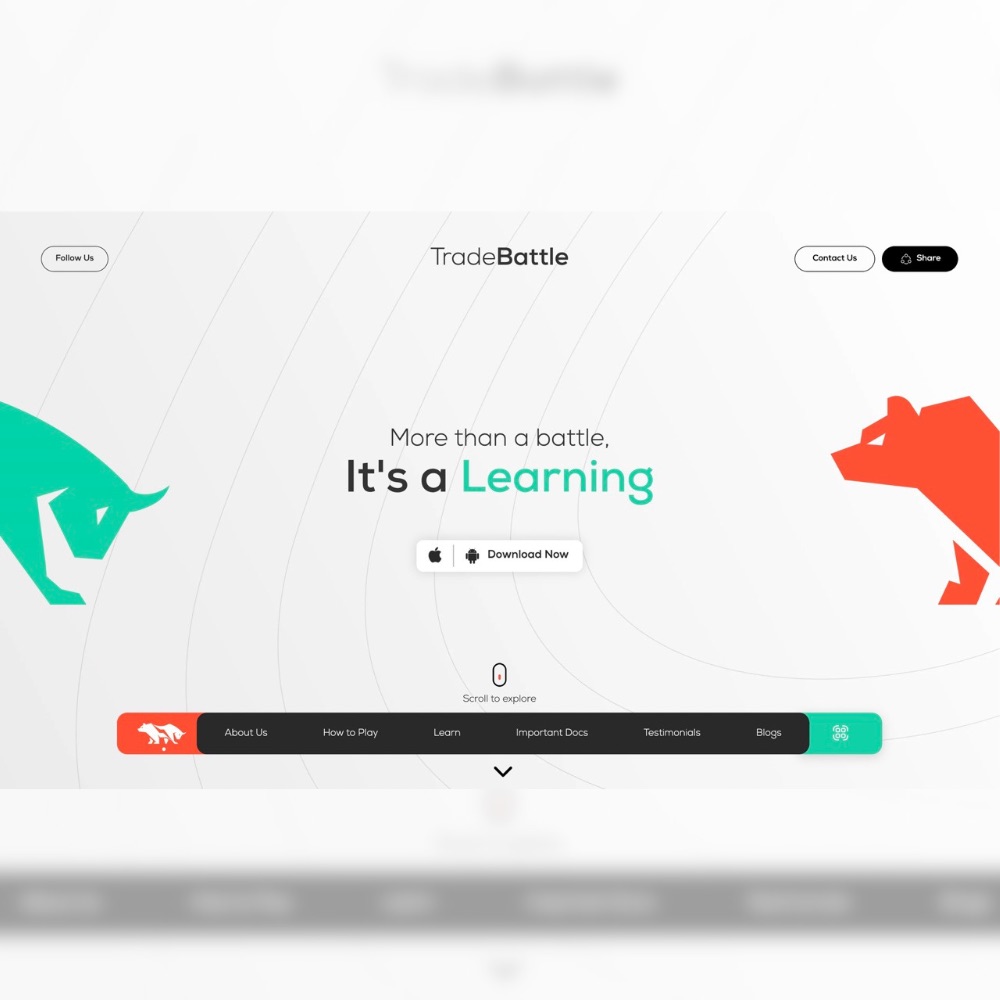 Follow Us
TradeBattle
Contact Us
Share
More than a battle,
It's a Learning
Download Now
Scroll to explore
About Us How to Play Learn Important Docs Testimonials Blogs